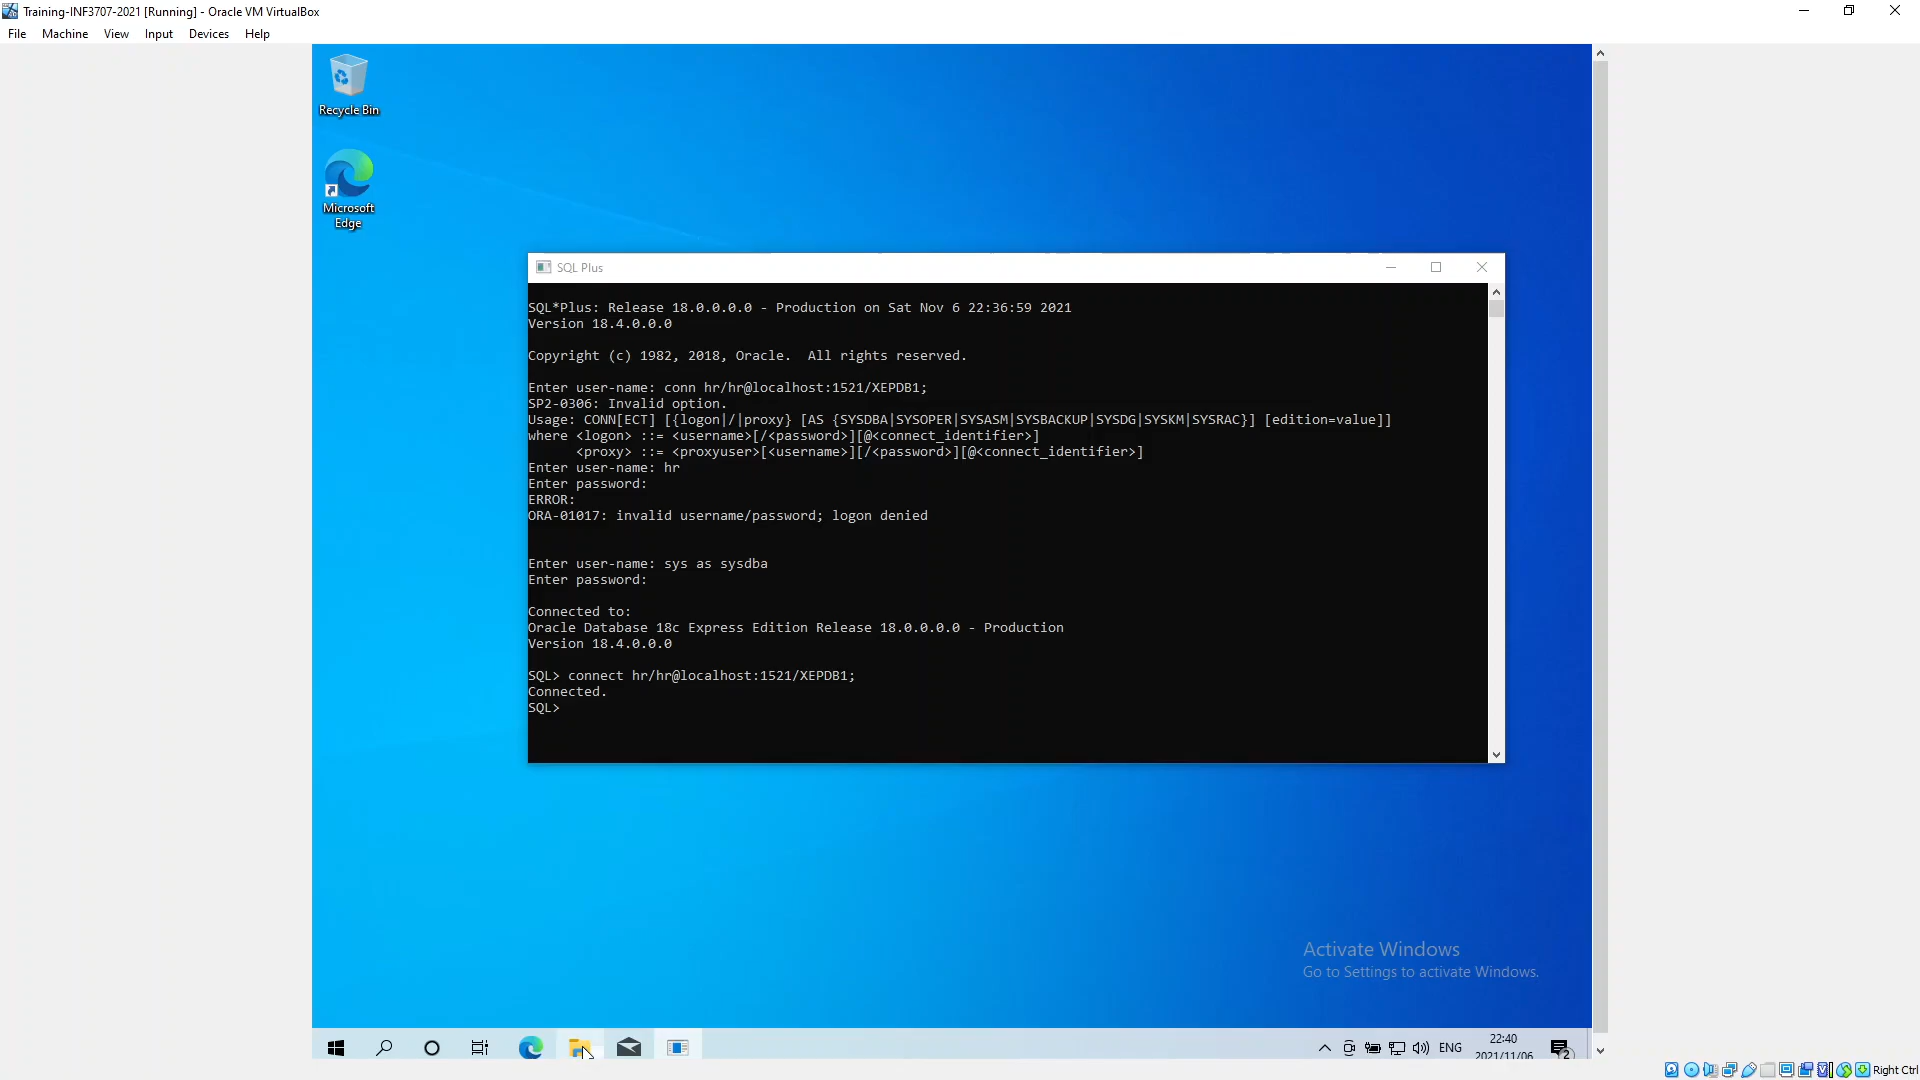 Training-INF3707-2021 [Running] - Oracle VM VirtualBox
File Machine View Input Devices Help
Recycle Bin
Microsoft
Edge
SQL Plus
SQL*Plus: Release 18.0.0.0.0 - Production on Sat Nov 6 22:36:59 2021
Version 18.4.0.0.0
Copyright (c) 1982, 2018, Oracle.  All rights reserved.
Enter user-name: conn hr/hr@localhost:1521/XEPDB1;
SP2-0306: Invalid option.
Usage: CONN[ECT] [{logon|/|proxy} [AS {SYSDBA|SYSOPER|SYSASM|SYSBACKUP|SYSDG|SYSKM|SYSRAC}] [edition=value]]
where <logon> ::= <username>[/<password>][@<connect_identifier>]
      <proxy> ::= <proxyuser>[<username>][/<password>][@<connect_identifier>]
Enter user-name: hr
Enter password:
ERROR:
ORA-01017: invalid username/password; logon denied
Enter user-name: sys as sysdba
Enter password:
Connected to:
Oracle Database 18c Express Edition Release 18.0.0.0.0 - Production
Version 18.4.0.0.0
SQL> connect hr/hr@localhost:1521/XEPDB1;
Connected.
SQL>
Activate Windows
Go to Settings to activate Windows.
ENG
22:40
2021/11/06
2
Right Ctrl